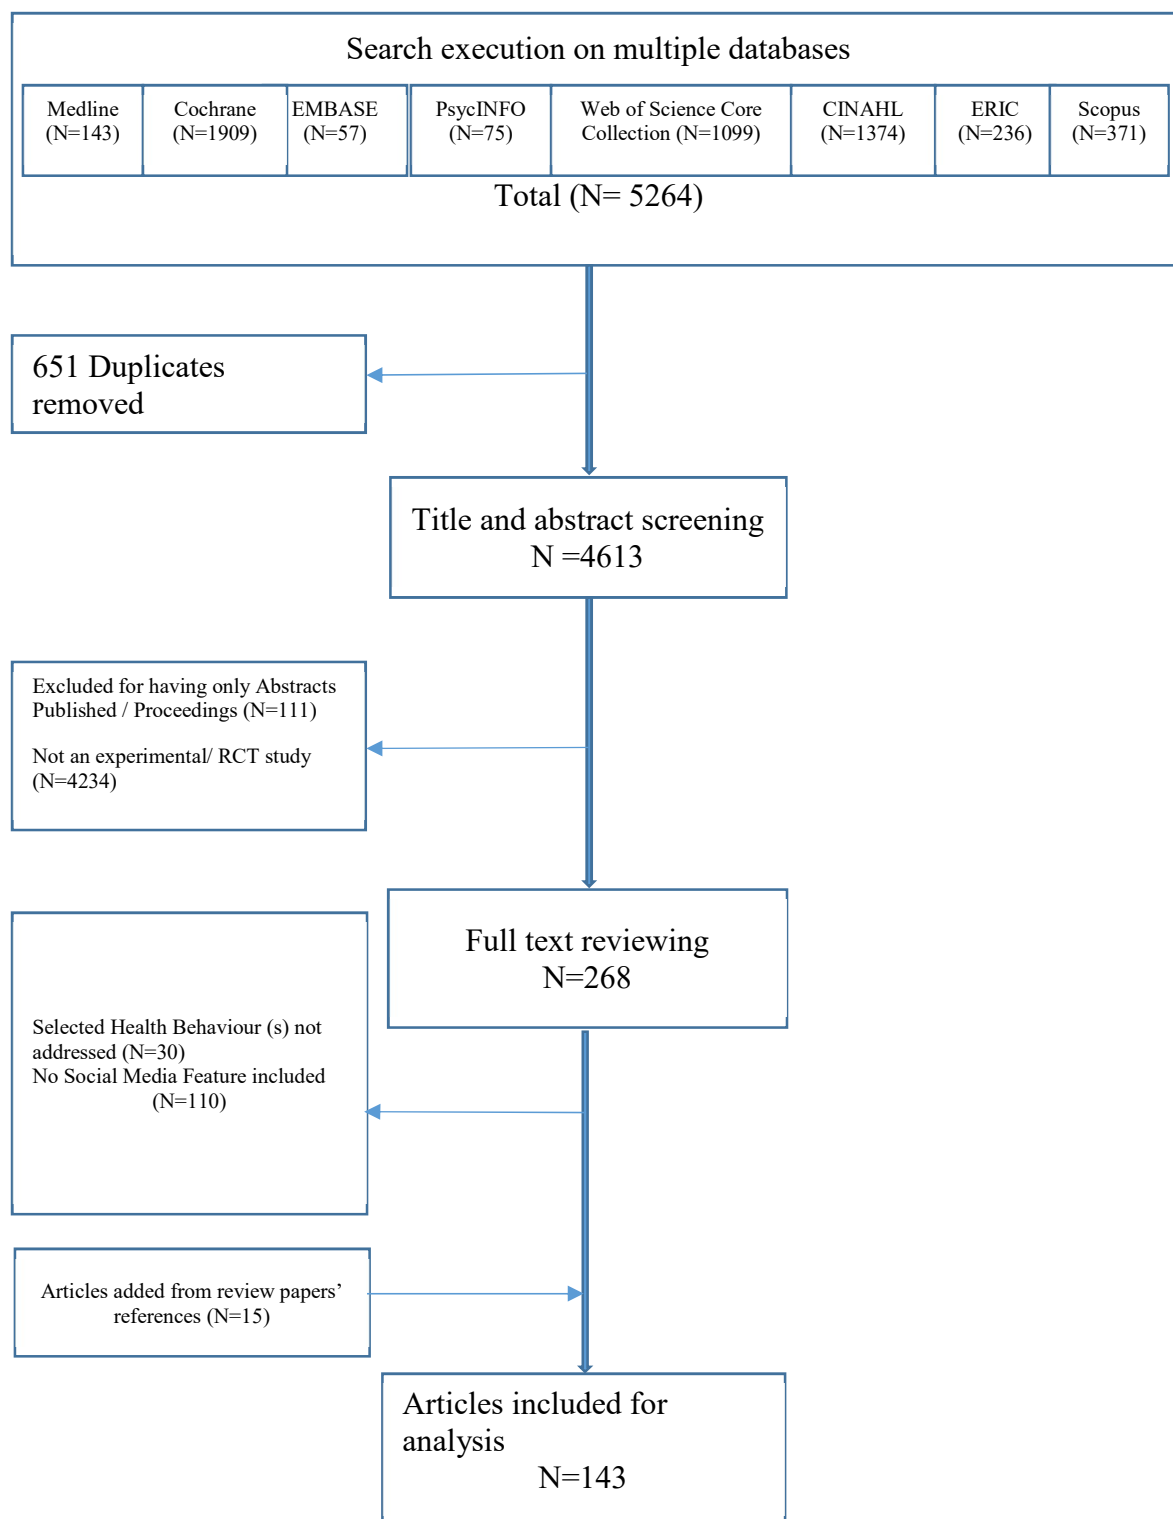 Search execution on multiple databases
Medline
(N=143)
Cochrane
(N=1909)
EMBASE
(N=57)
PsycINFO
(N=75)
Web of Science Core
Collection (N=1099)
CINAHL
(N=1374)
ERIC
(N=236)
Scopus
(N=371)
Total (N= 5264)
651 Duplicates
removed
Title and abstract screening
N =4613
Excluded for having only Abstracts
Published / Proceedings (N=111)
Not an experimental/ RCT study
(N=4234)
Full text reviewing
N=268
Selected Health Behaviour (s) not
addressed (N=30)
No Social Media Feature included
(N=110)
Articles added from review papers’
references (N=15)
Articles included for
analysis
N=143